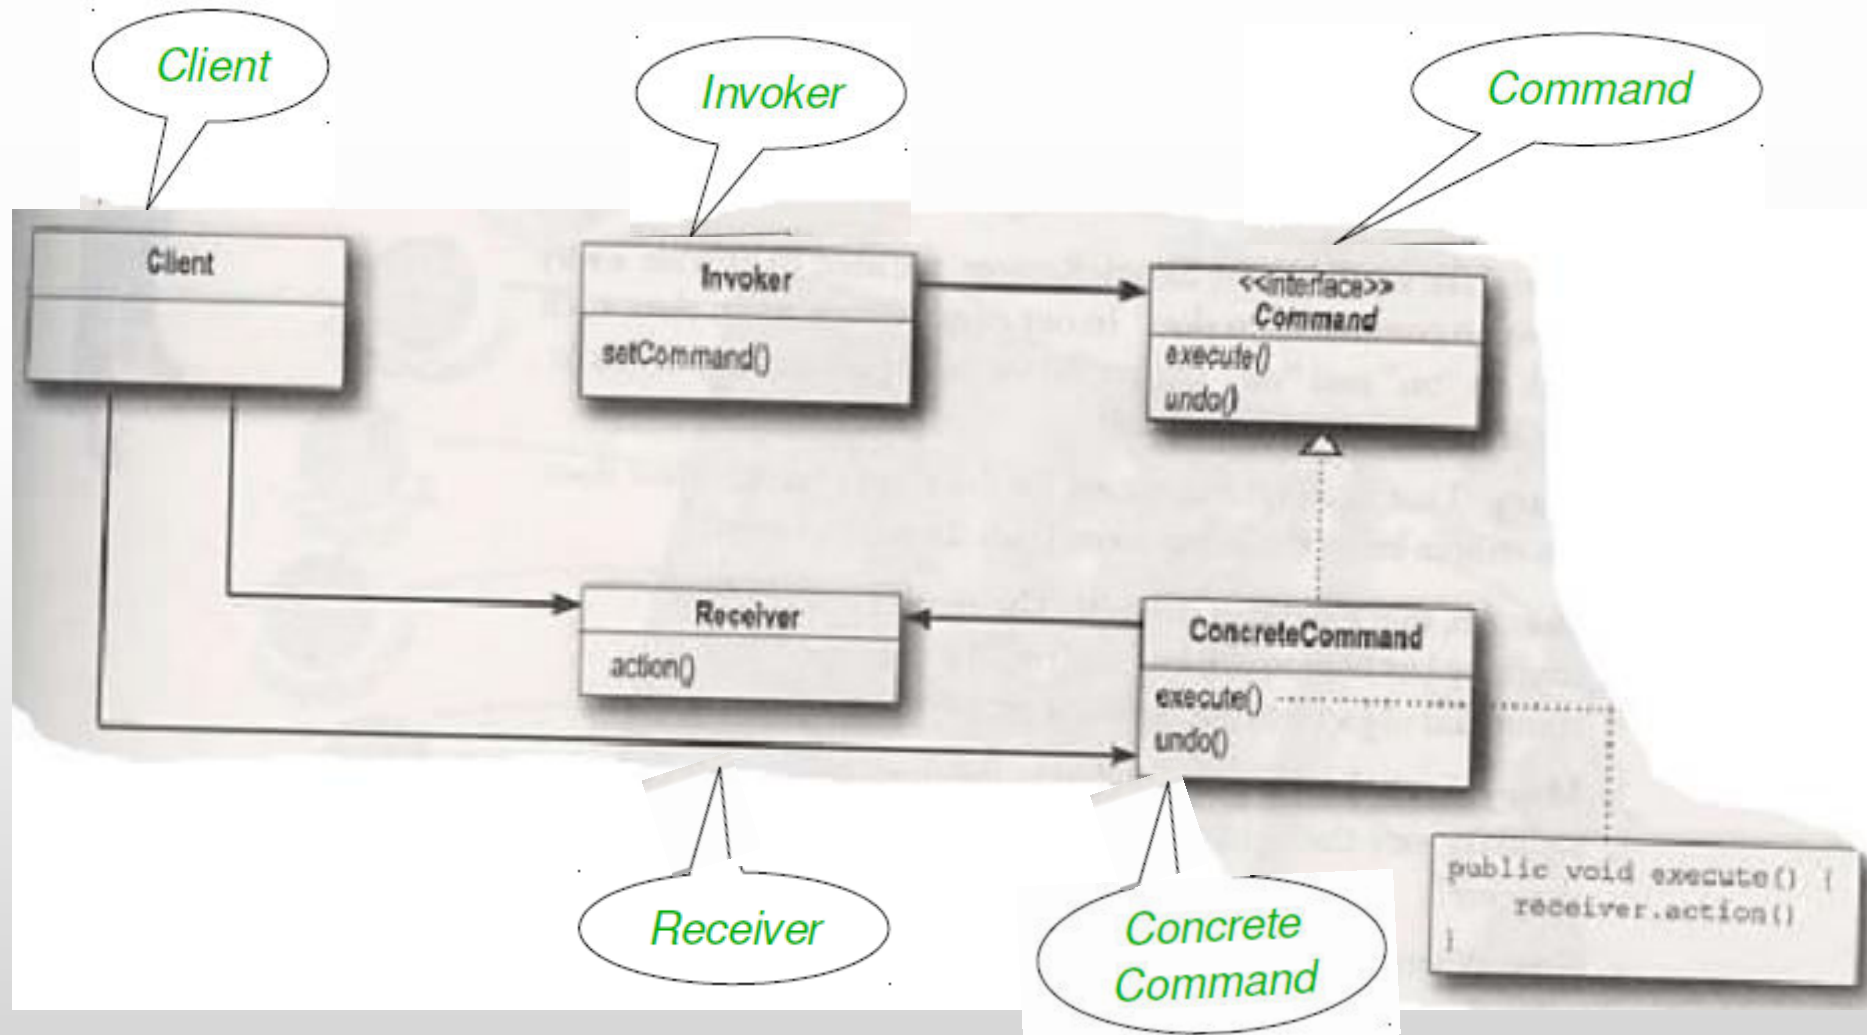 Client
Invoker
Command
Client
Invoker
setCommand()
<<interface>>
Command
execute()
undo()
Receiver
action()
ConcreteCommand
execute()
undo()
public void execute() {
receiver.action()
}
Receiver
Concrete
Command